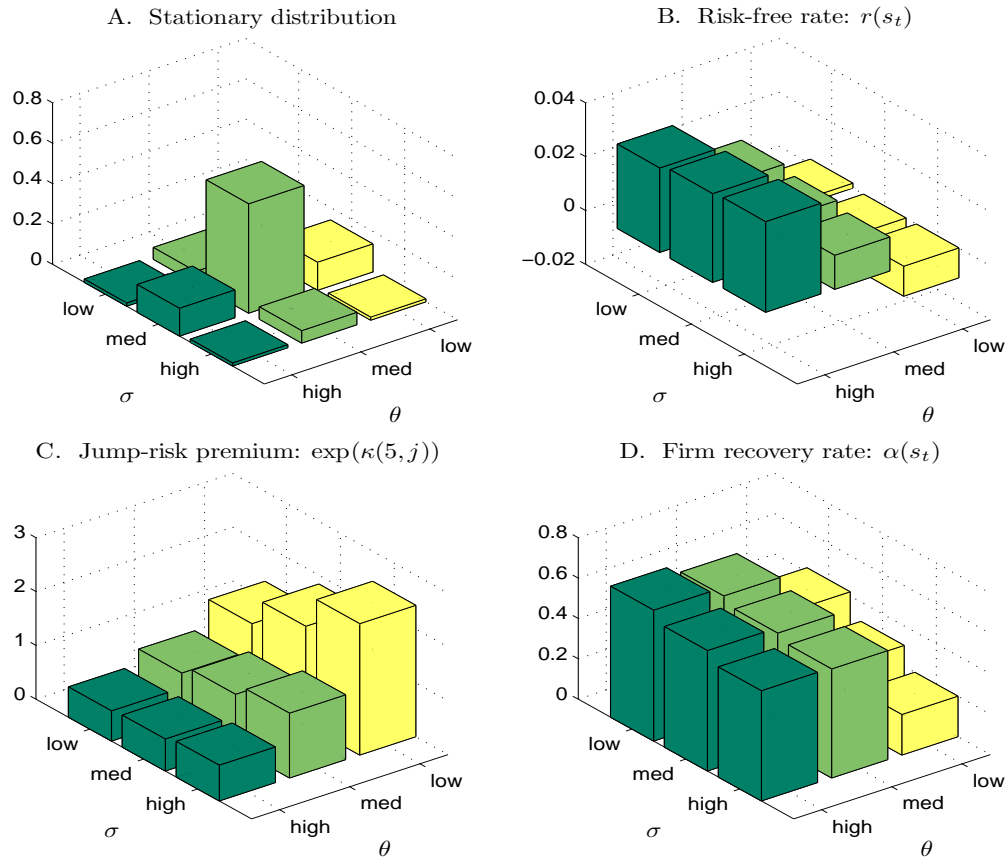 A. Stationary distribution
0.8
0.6
0.4
0.2
0
low
med
high
σ
high
med
low
θ
B. Risk-free rate: r(s_t)
0.04
0.02
0
−0.02
low
med
high
σ
high
med
low
θ
C. Jump-risk premium: exp(κ(5, j))
3
2
1
0
low
med
high
σ
high
med
low
θ
D. Firm recovery rate: α(s_t)
0.8
0.6
0.4
0.2
0
low
med
high
σ
high
med
low
θ